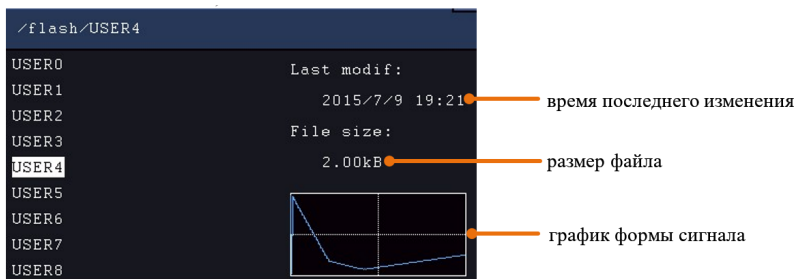 /flash/USER4
USER0
USER1
USER2
USER3
USER4
USER5
USER6
USER7
USER8
Last modif:
2015/7/9 19:21
File size:
2.00kB
время последнего изменения
размер файла
график формы сигнала